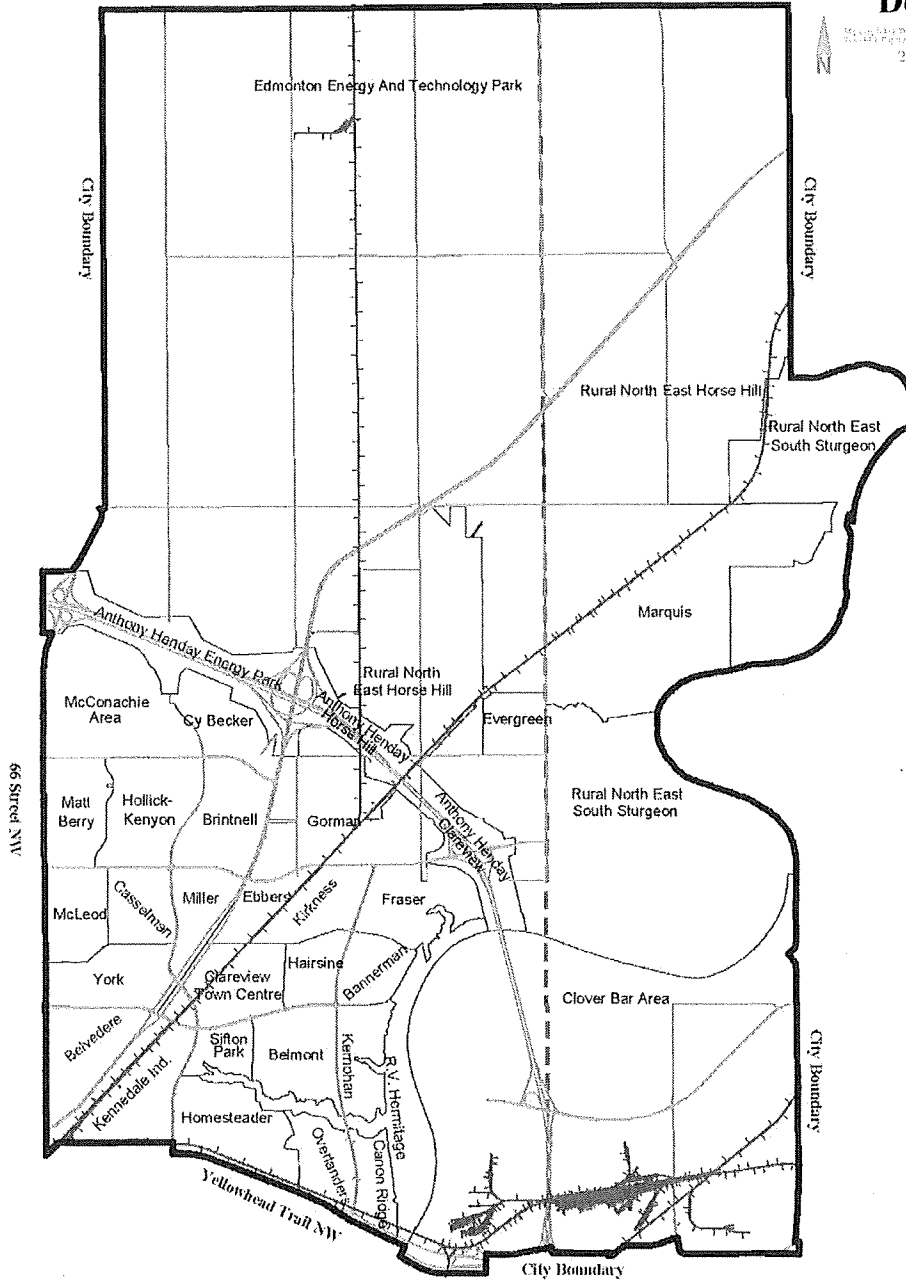 N
2
Edmonton Energy And Technology Park
City Boundary
City Boundary
Rural North East Horse Hill
Rural North East
South Sturgeon
Marquis
Anthony Henday Energy Park
Rural North
East Horse Hill
McConachie
Area
Cy Becker
Anthony Henday
Horse Hill
Evergreen
66 Street NW
Matt
Berry
Hollick-
Kenyon
Brintnell
Gorman
Rural North East
South Sturgeon
Anthony Henday
Clareview
McLeod
Casselman
Miller
Ebbers
Kirkness
Fraser
York
Clareview
Town Centre
Hairsine
Bannerman
Clover Bar Area
Belvedere
Kennedale Ind.
Sifton
Park
Belmont
Kernohan
R.V. Hermitage
City Boundary
Homesteader
Overlanders
Canon Ridge
Yellowhead Trail NW
City Boundary